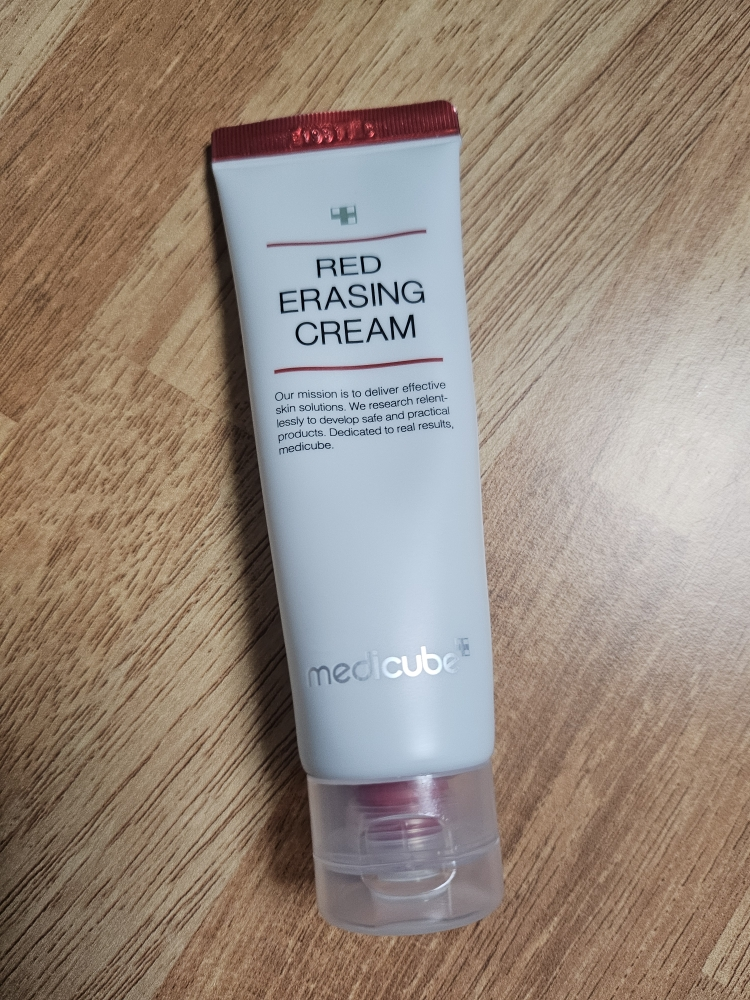 RED
ERASING
CREAM
Our mission is to deliver effective
skin solutions. We research relent-
lessly to develop safe and practical
products. Dedicated to real results,
medicube.
medicube